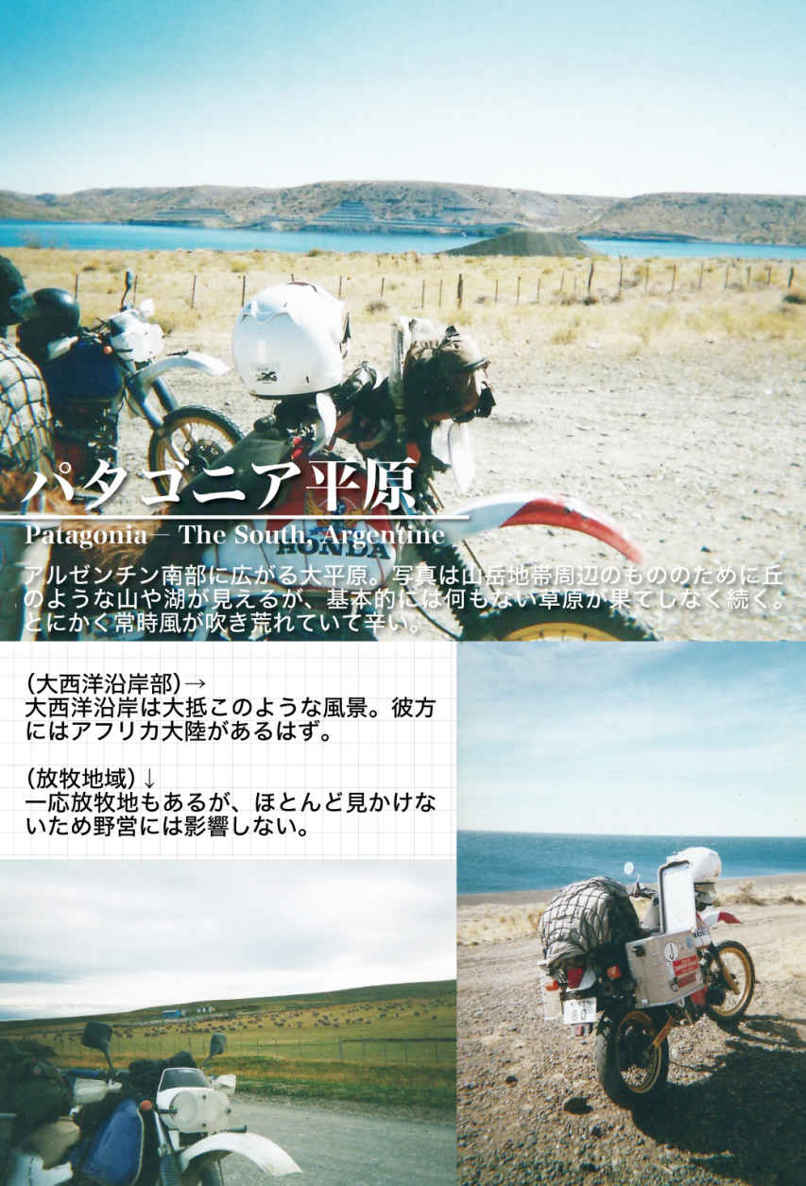 パタゴニア平原
Patagonia― The South, Argentine
HONDA
アルゼンチン南部に広がる大平原。写真は山岳地帯周辺のもののために丘
のような山や湖が見えるが、基本的には何もない草原が果てしなく続く。
とにかく常時風が吹き荒れていて辛い。
(大西洋沿岸部)→
大西洋沿岸は大抵このような風景。彼方
にはアフリカ大陸があるはず。
(放牧地域)↓
一応放牧地もあるが、ほとんど見かけな
いため野営には影響しない。